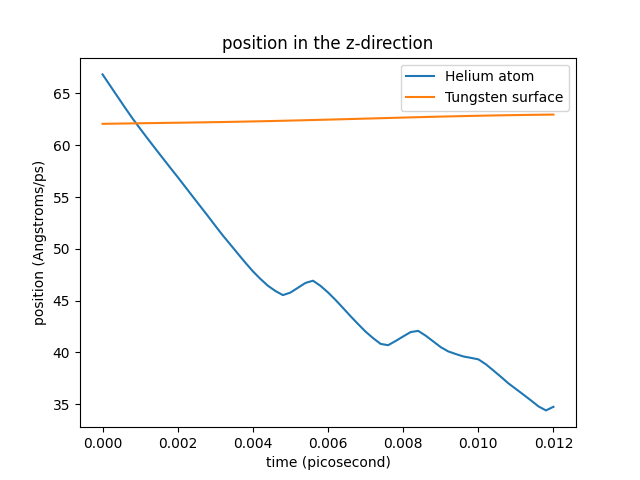 position in the z-direction
Helium atom
Tungsten surface
position (Angstroms/ps)
65
60
55
50
45
40
35
0.000 0.002 0.004 0.006 0.008 0.010 0.012
time (picosecond)